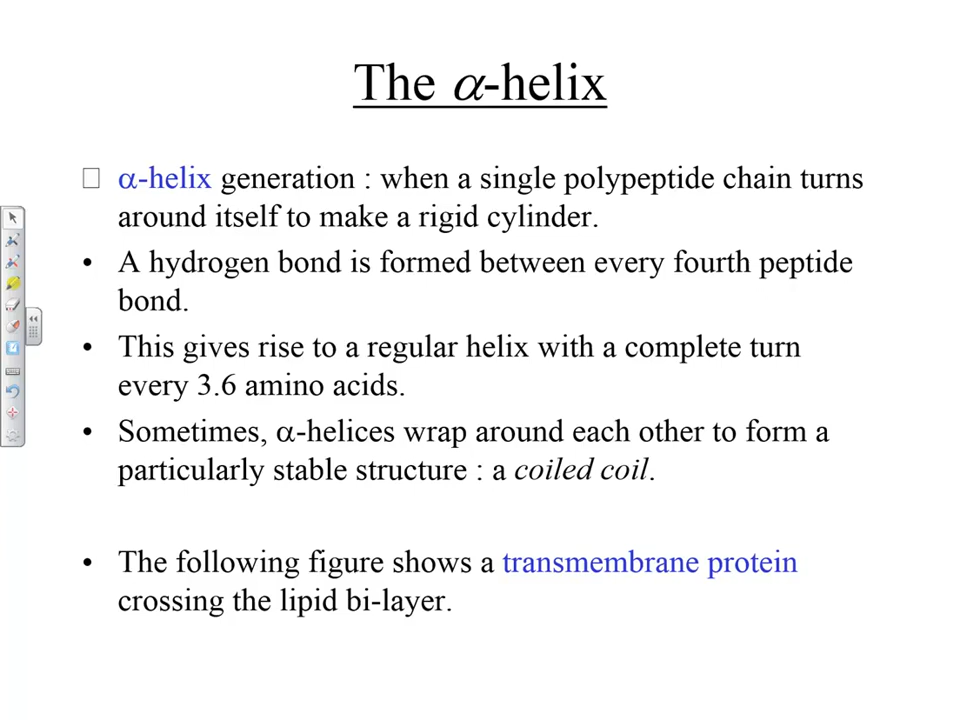 The α-helix
□ α-helix generation : when a single polypeptide chain turns
around itself to make a rigid cylinder.
• A hydrogen bond is formed between every fourth peptide
bond.
• This gives rise to a regular helix with a complete turn
every 3.6 amino acids.
• Sometimes, α-helices wrap around each other to form a
particularly stable structure : a coiled coil.
• The following figure shows a transmembrane protein
crossing the lipid bi-layer.